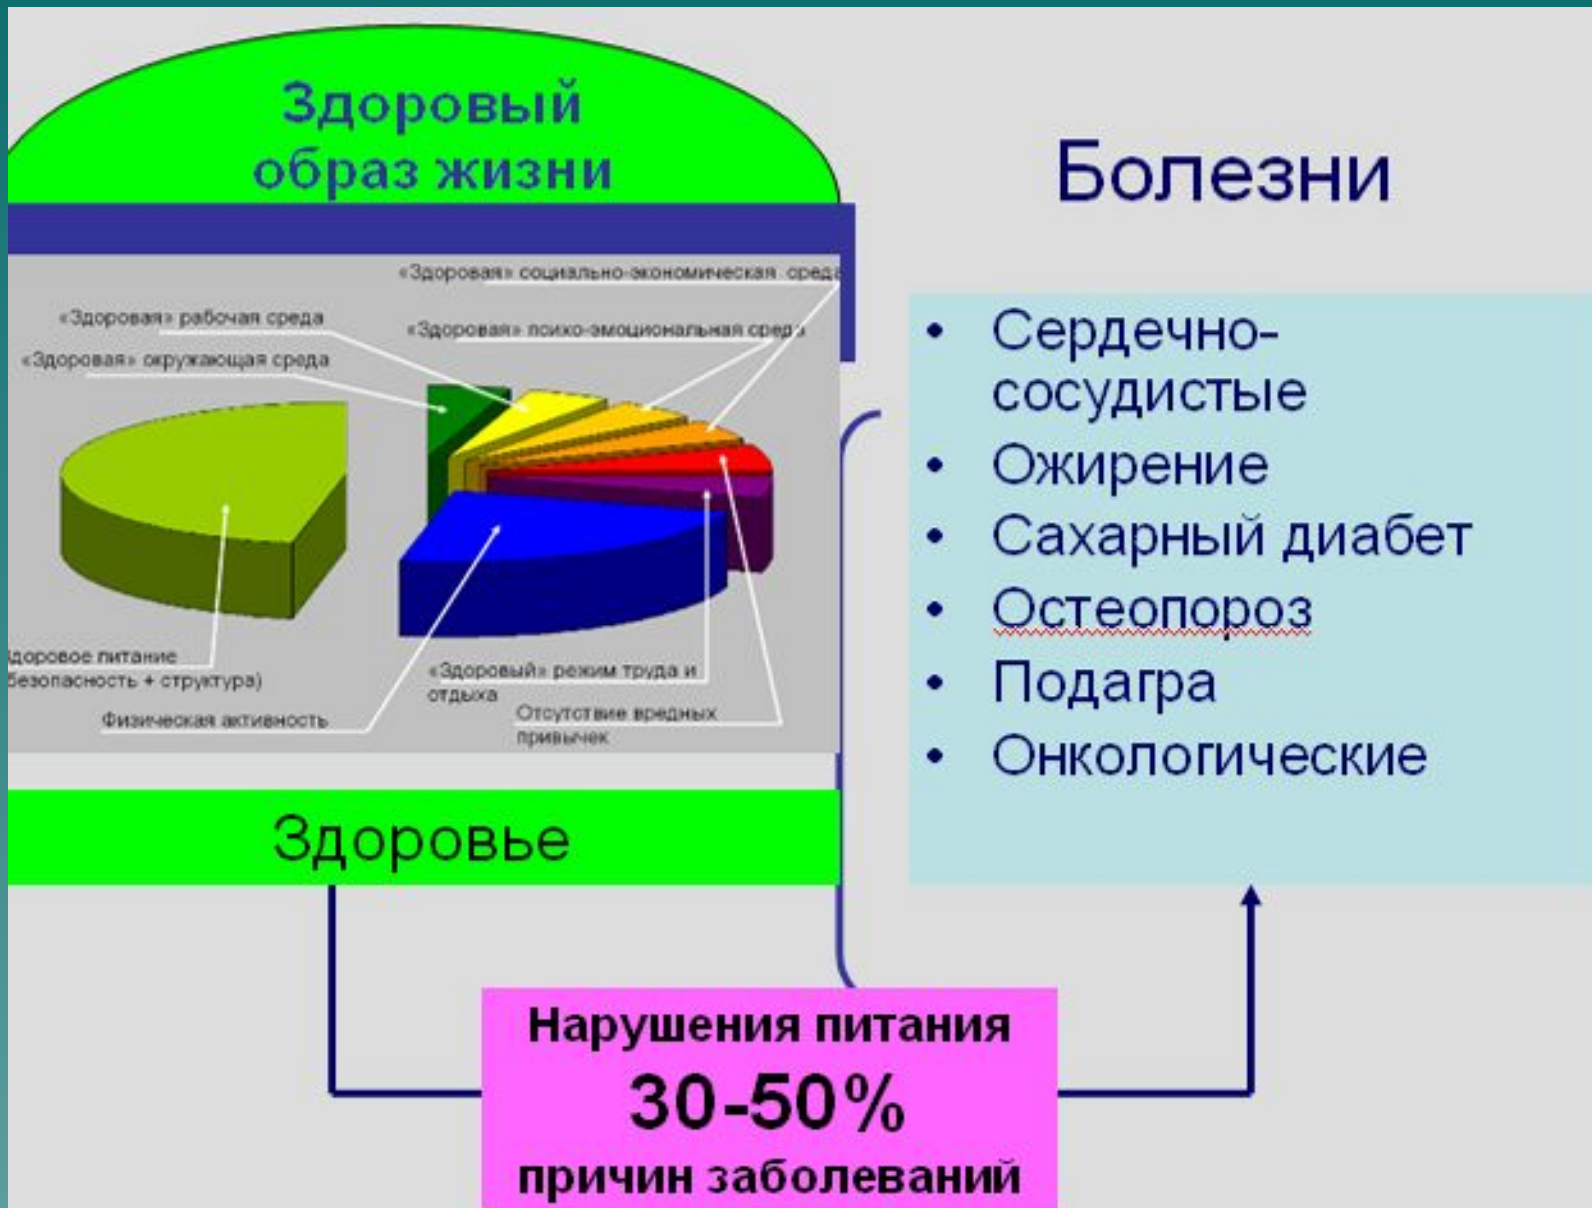 Здоровый
образ жизни
«Здоровая» социально-экономическая среда
«Здоровая» рабочая среда
«Здоровая» психо-эмоциональная среда
«Здоровая» окружающая среда
доровое питание
безопасность + структура)
Физическая активность
«Здоровый» режим труда и
отдыха
Отсутствие вредных
привычек
Здоровье
Болезни
• Сердечно-
сосудистые
• Ожирение
• Сахарный диабет
• Остеопороз
• Подагра
• Онкологические
Нарушения питания
30-50%
причин заболеваний